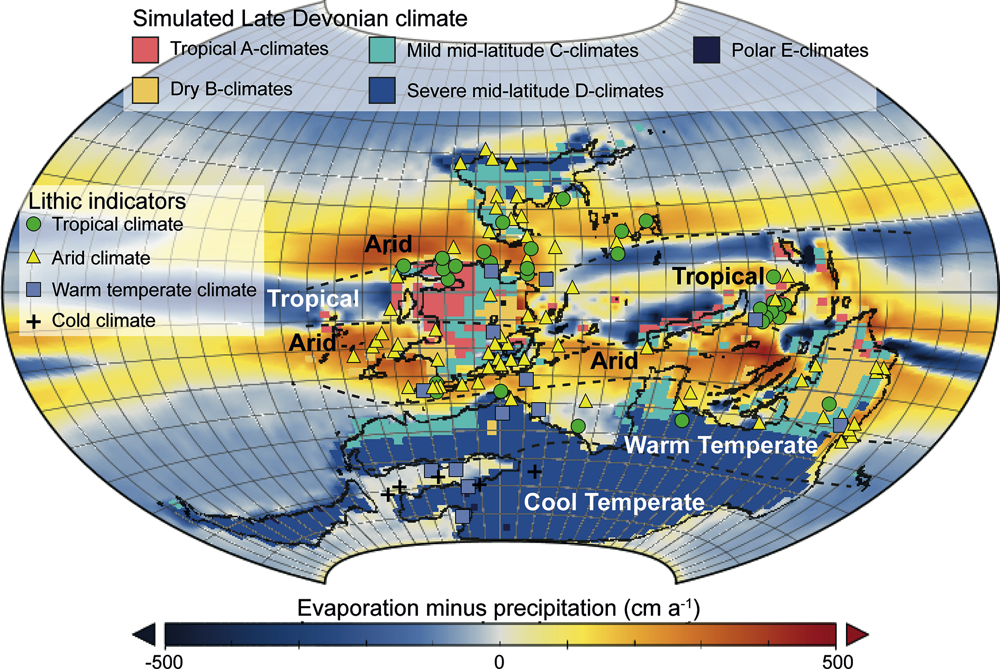 Simulated Late Devonian climate
Tropical A-climates
Mild mid-latitude C-climates
Polar E-climates
Dry B-climates
Severe mid-latitude D-climates
Lithic indicators
Tropical climate
Arid climate
Warm temperate climate
Cold climate
Arid
Tropical
Tropical
Arid
Arid
Warm Temperate
Cool Temperate
Evaporation minus precipitation (cm a⁻¹)
-500
0
500